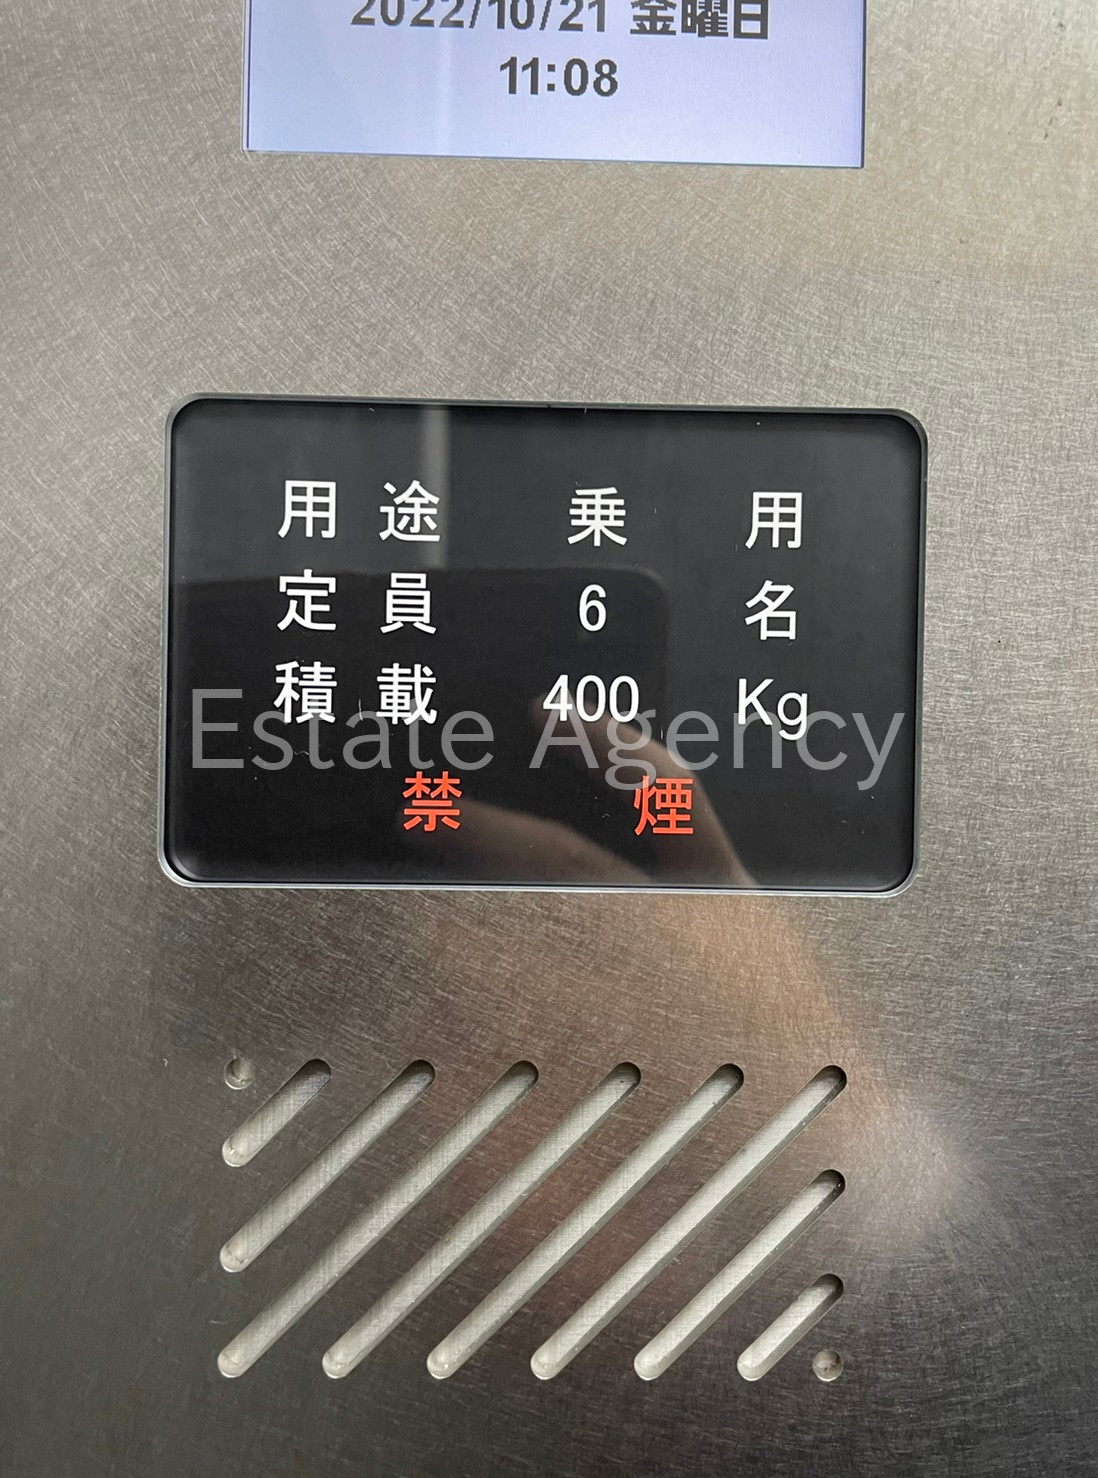 2022/10/21 金曜日
11:08
用途 乗用
定員 6 名
積載 400 Kg
Estate Agency
禁煙